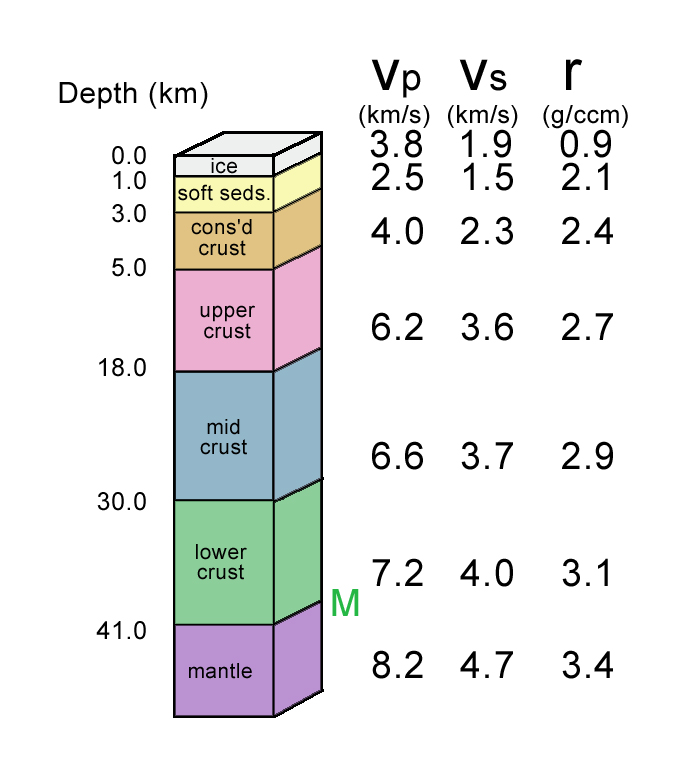 Vp Vs r
Depth (km)
(km/s) (km/s) (g/ccm)
0.0 3.8 1.9 0.9
ice
1.0 2.5 1.5 2.1
soft seds.
3.0
cons'd 4.0 2.3 2.4
crust
5.0
upper 6.2 3.6 2.7
crust
18.0
mid
crust 6.6 3.7 2.9
30.0
lower
crust 7.2 4.0 3.1
M
41.0
mantle 8.2 4.7 3.4